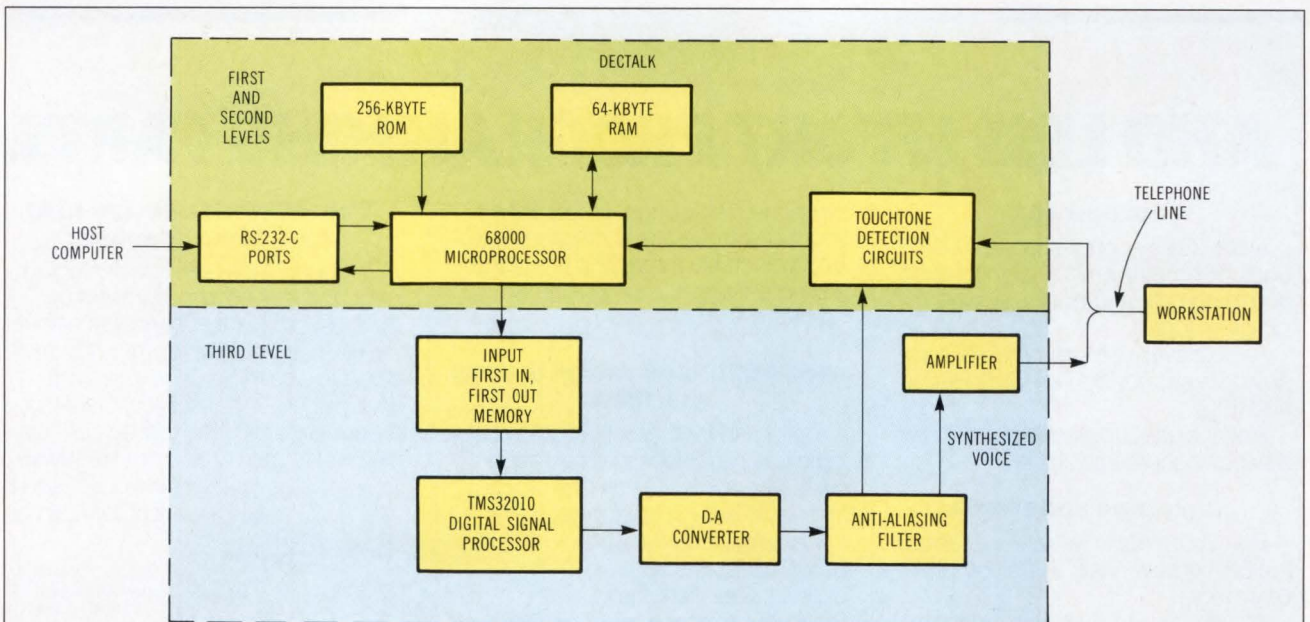 DECTALK
FIRST
AND
SECOND
LEVELS
256-KBYTE
ROM
64-KBYTE
RAM
HOST
COMPUTER
RS-232-C
PORTS
68000
MICROPROCESSOR
TOUCHTONE
DETECTION
CIRCUITS
TELEPHONE
LINE
WORKSTATION
THIRD LEVEL
INPUT
FIRST IN,
FIRST OUT
MEMORY
AMPLIFIER
SYNTHESIZED
VOICE
TMS32010
DIGITAL SIGNAL
PROCESSOR
D-A
CONVERTER
ANTI-ALIASING
FILTER